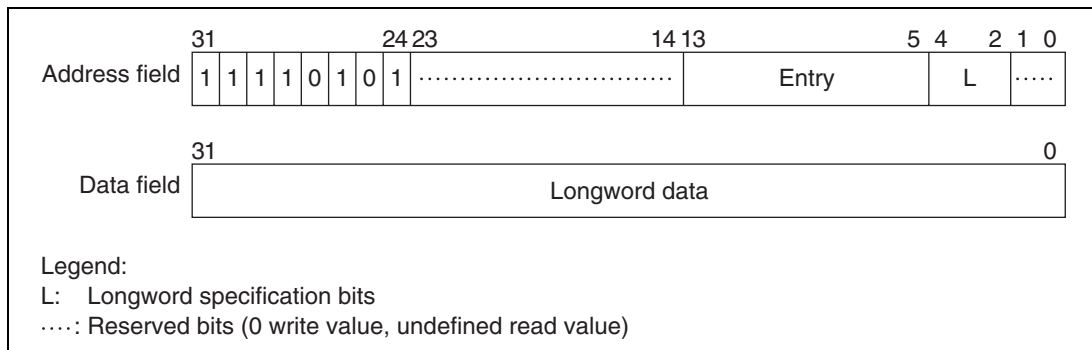 31 24 23 14 13 5 4 2 1 0
Address field 1 1 1 1 0 1 0 1 ................................ Entry L .....
31 0
Data field Longword data
Legend:
L: Longword specification bits
....: Reserved bits (0 write value, undefined read value)